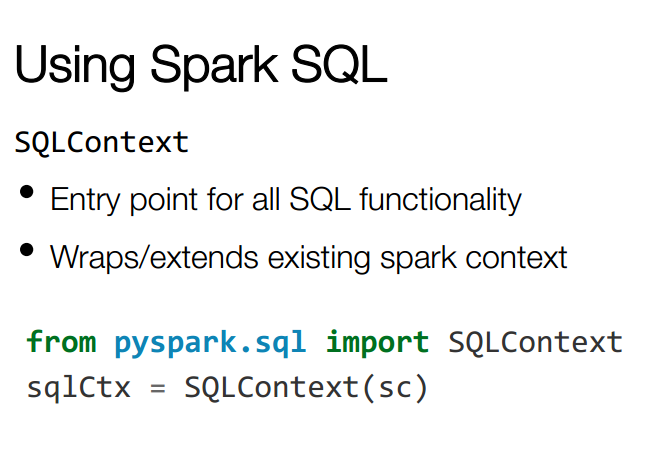 Using Spark SQL
SQLContext
• Entry point for all SQL functionality
• Wraps/extends existing spark context
from pyspark.sql import SQLContext
sqlCtx = SQLContext(sc)